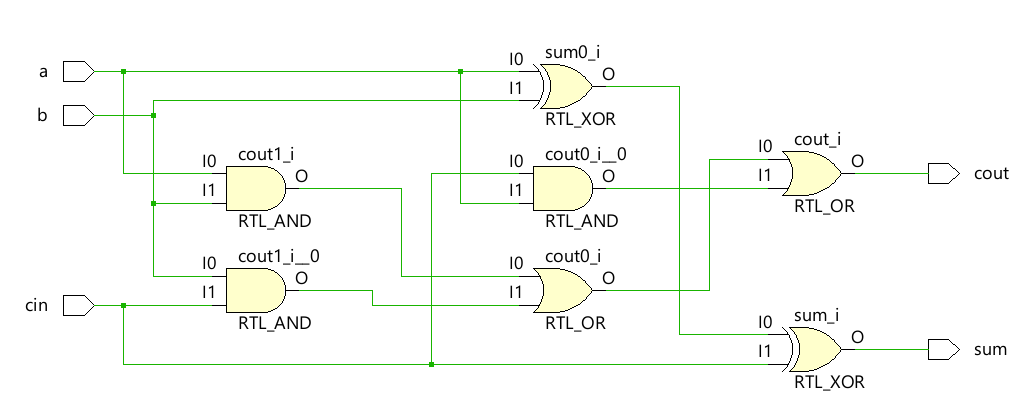 sum0_i
I0
O
a
I1
b
RTL_XOR
cout_i
I0
O
cout1_i
cout0_i__0
I0
I0
O
O
I1
cout
I1
I1
RTL_OR
RTL_AND
RTL_AND
cout1_i__0
cout0_i
I0
I0
O
O
I1
I1
cin
sum_i
RTL_AND
RTL_OR
I0
O
I1
sum
RTL_XOR